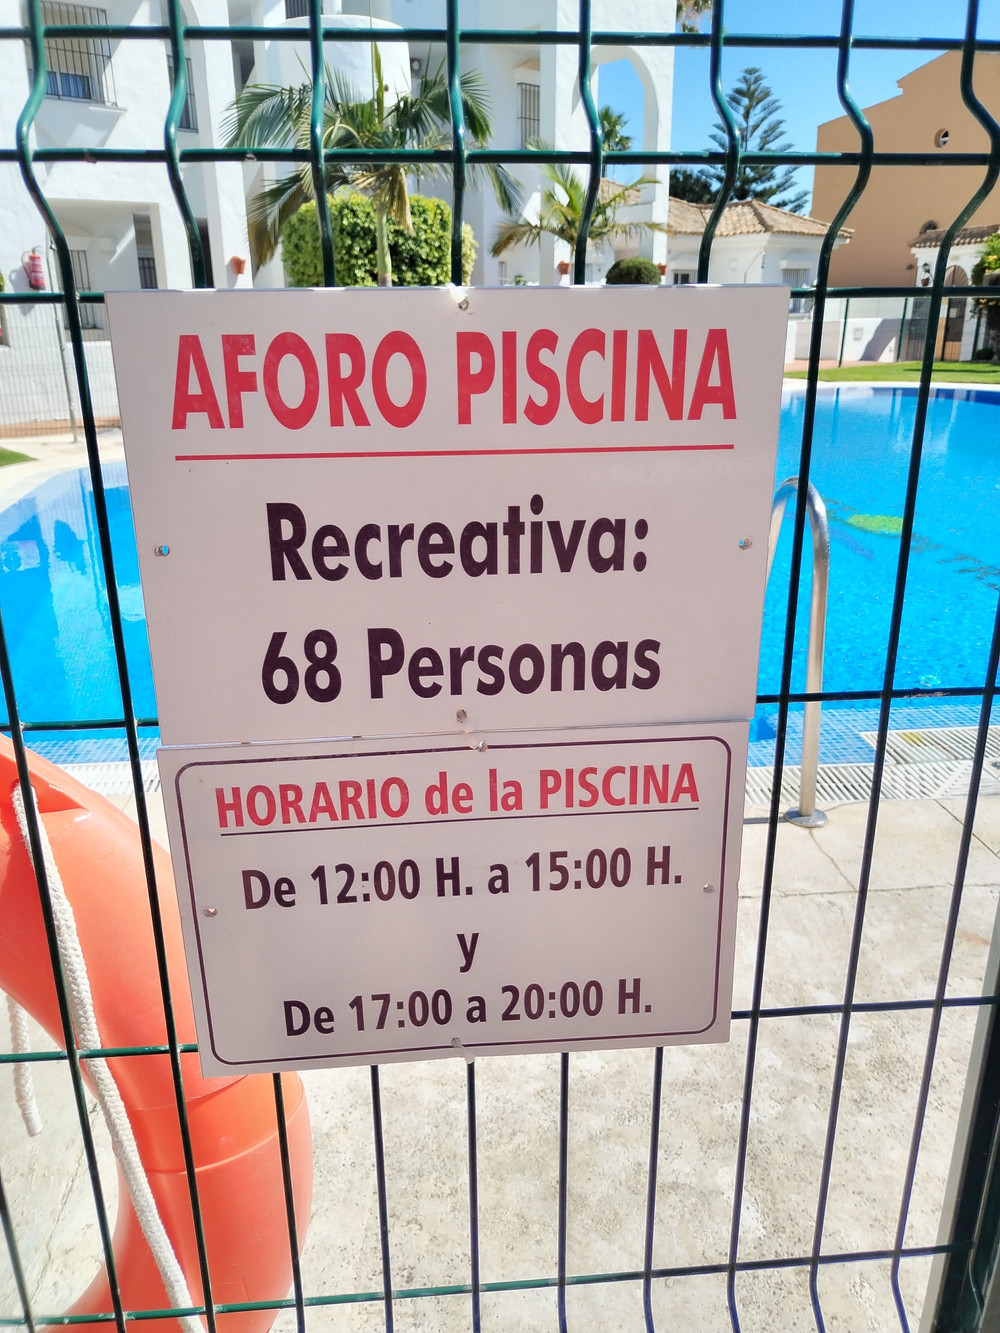 AFORO PISCINA
Recreativa:
68 Personas
HORARIO de la PISCINA
De 12:00 H. a 15:00 H.
y
De 17:00 a 20:00 H.